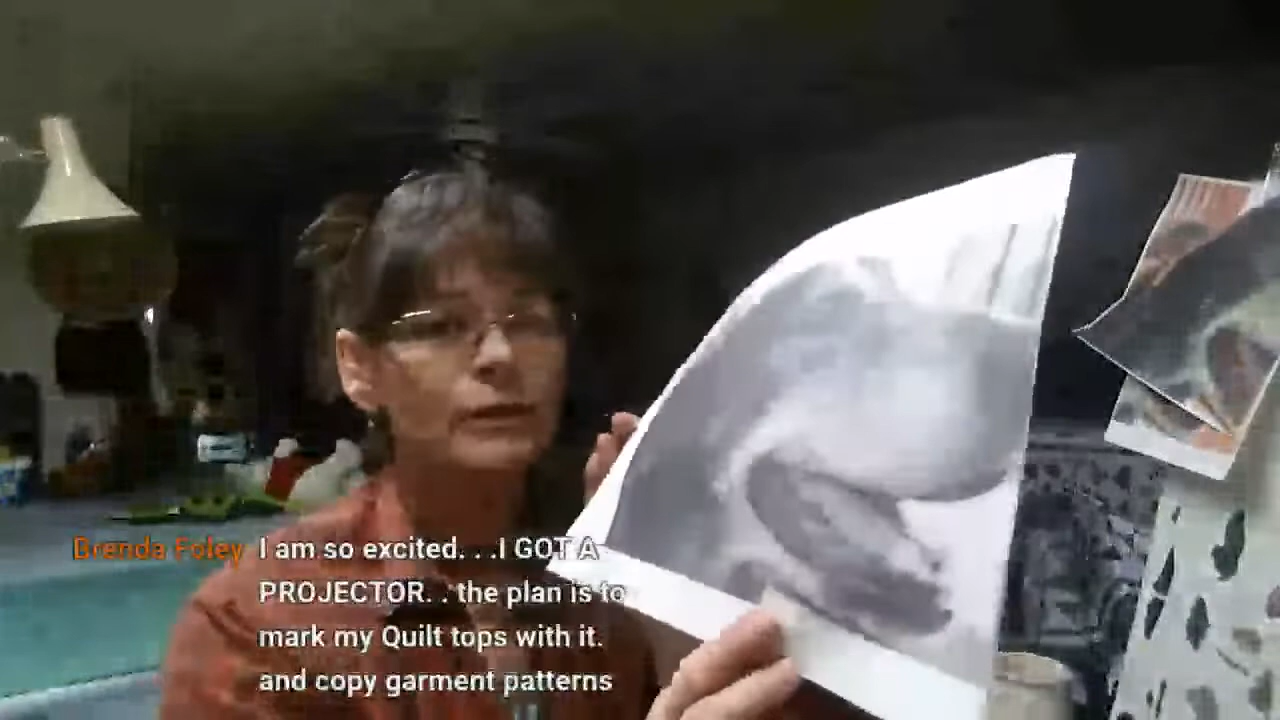 Brenda Foley I am so excited. . .I GOT A
PROJECTOR. . the plan is to
mark my Quilt tops with it.
and copy garment patterns